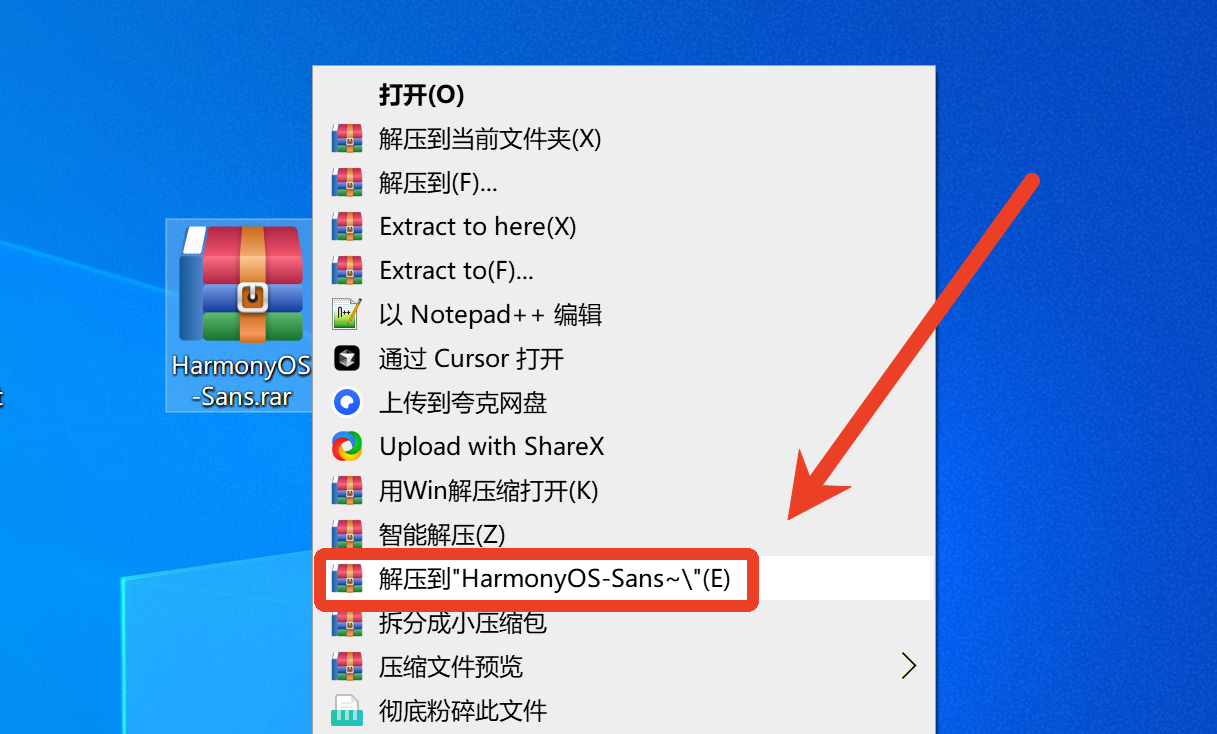 打开(O)
解压到当前文件夹(X)
解压到(F)...
Extract to here(X)
Extract to(F)...
以 Notepad++ 编辑
通过 Cursor 打开
上传到夸克网盘
Upload with ShareX
用Win解压缩打开(K)
智能解压(Z)
解压到"HarmonyOS-Sans~\"(E)
拆分成小压缩包
压缩文件预览
彻底粉碎此文件
HarmonyOS
-Sans.rar
t